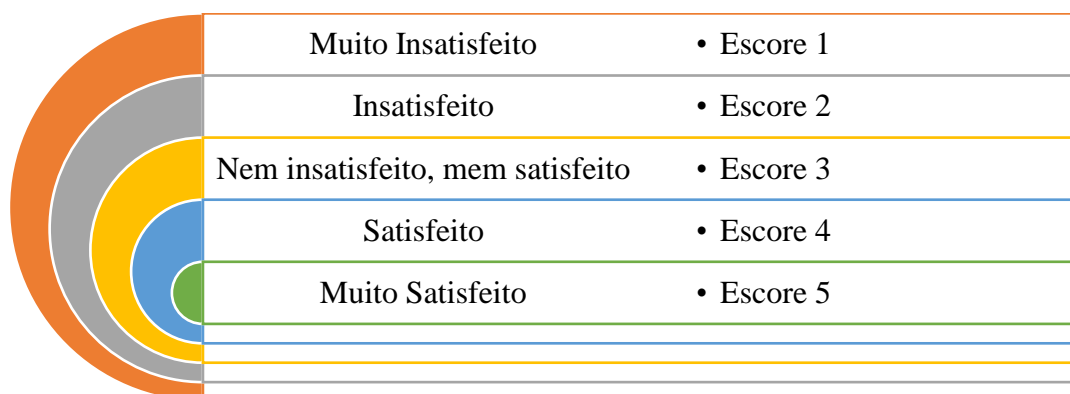 Muito Insatisfeito • Escore 1
Insatisfeito • Escore 2
Nem insatisfeito, mem satisfeito • Escore 3
Satisfeito • Escore 4
Muito Satisfeito • Escore 5